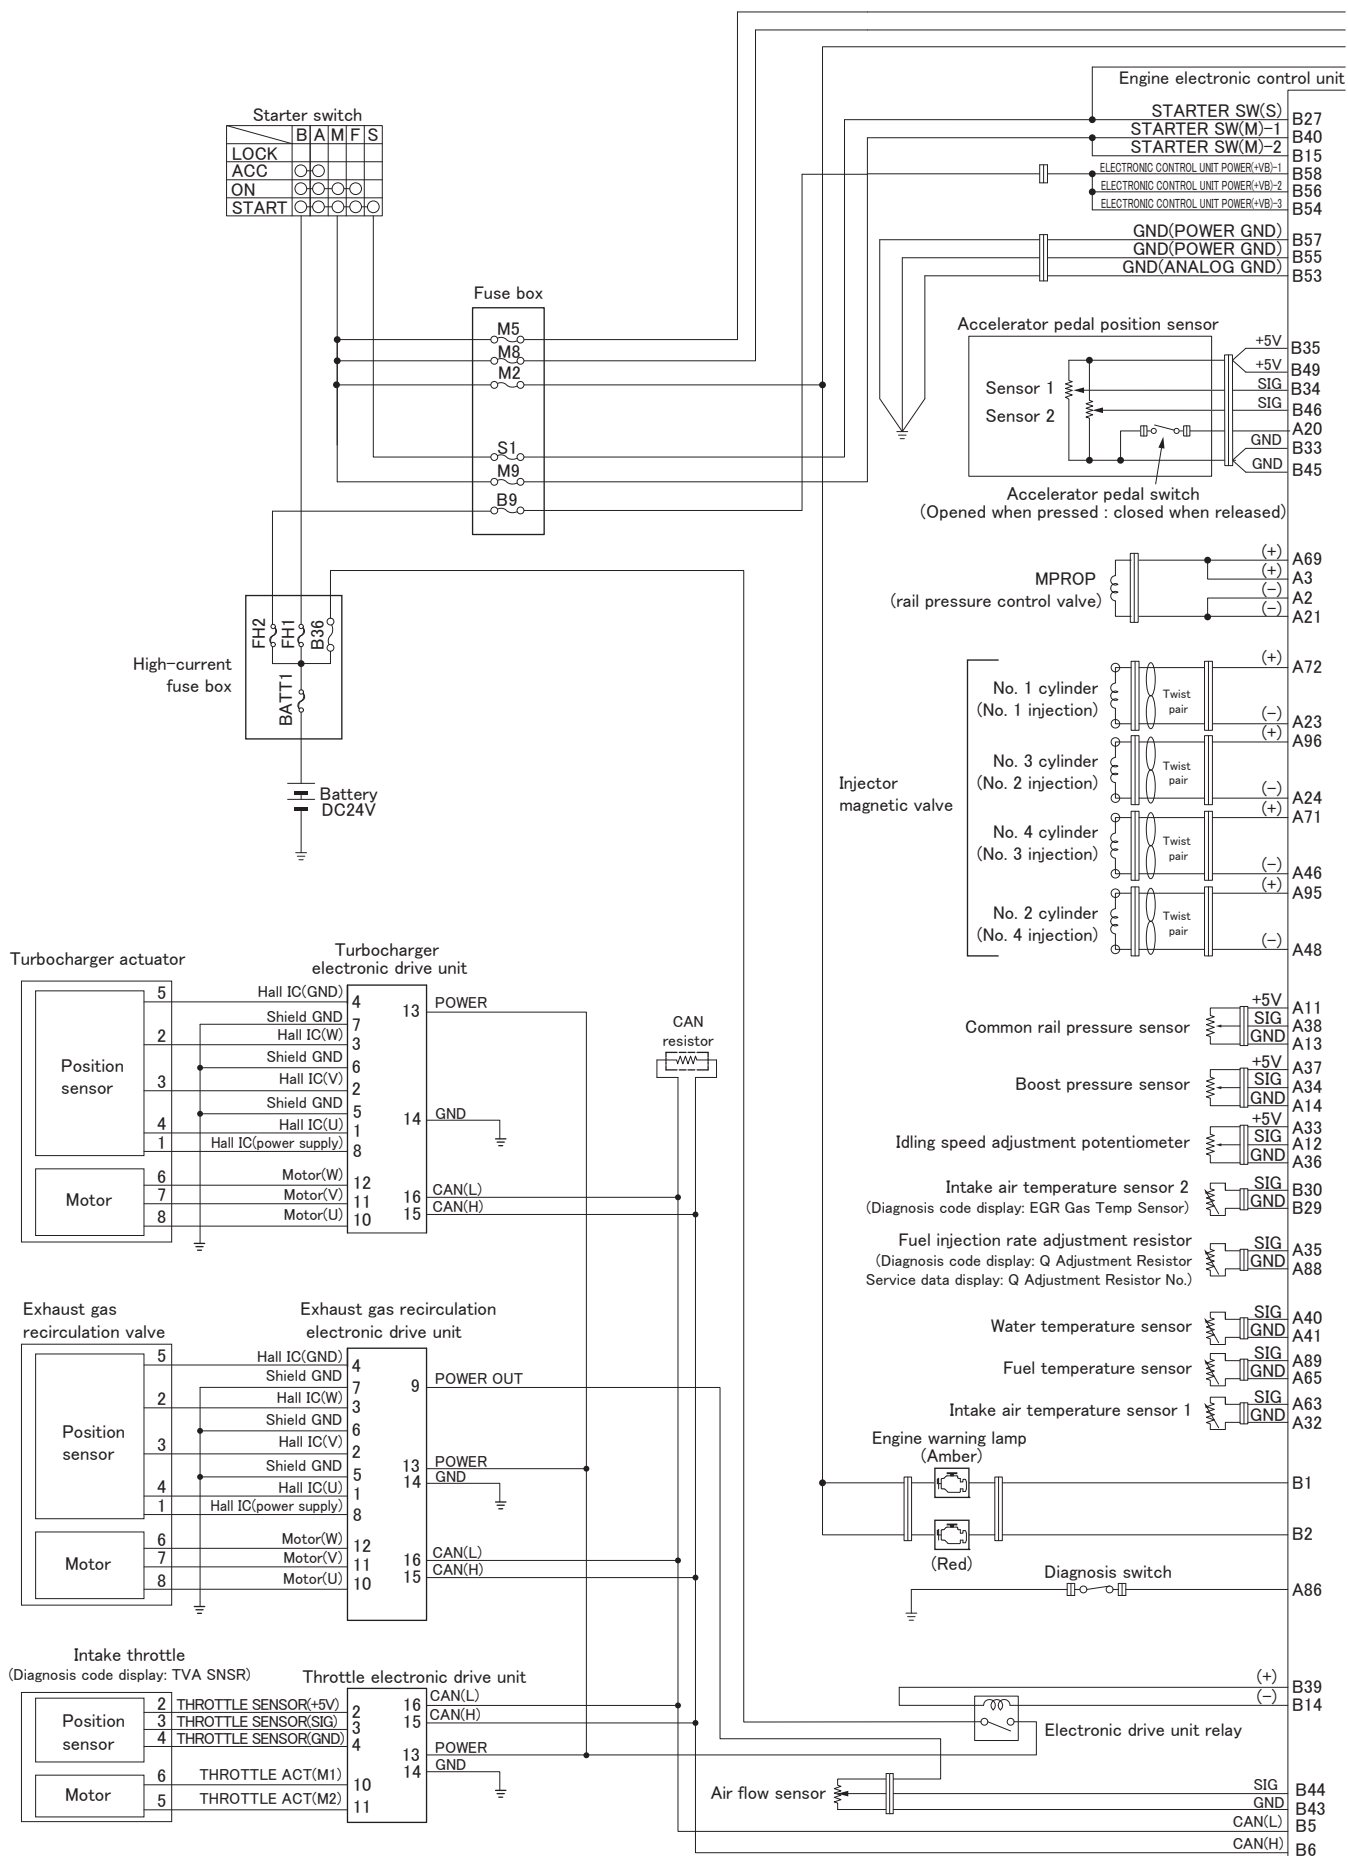 Engine electronic control unit
Starter switch
B A M F S
LOCK
ACC
ON
START
STARTER SW(S) B27
STARTER SW(M)-1 B40
STARTER SW(M)-2 B15
ELECTRONIC CONTROL UNIT POWER(+VB)-1 B58
ELECTRONIC CONTROL UNIT POWER(+VB)-2 B56
ELECTRONIC CONTROL UNIT POWER(+VB)-3 B54
GND(POWER GND) B57
GND(POWER GND) B55
GND(ANALOG GND) B53
Fuse box
M5
M8
M2
S1
M9
B9
Accelerator pedal position sensor
Sensor 1
Sensor 2
+5V B35
+5V B49
SIG B34
SIG B46
A20
GND B33
GND B45
Accelerator pedal switch
(Opened when pressed : closed when released)
High-current
fuse box
FH2
FH1
B36
BATT1
Battery
DC24V
MPROP
(rail pressure control valve)
(+) A69
(+) A3
(-) A2
(-) A21
Injector
magnetic valve
No. 1 cylinder
(No. 1 injection)
Twist
pair
(+) A72
(-) A23
No. 3 cylinder
(No. 2 injection)
Twist
pair
(+) A96
(-) A24
No. 4 cylinder
(No. 3 injection)
Twist
pair
(+) A71
(-) A46
No. 2 cylinder
(No. 4 injection)
Twist
pair
(+) A95
(-) A48
Turbocharger actuator
Position
sensor
Motor
Turbocharger
electronic drive unit
5 Hall IC(GND) 4
Shield GND 7
2 Hall IC(W) 3
Shield GND 6
3 Hall IC(V) 2
Shield GND 5
4 Hall IC(U) 1
1 Hall IC(power supply) 8
6 Motor(W) 12
7 Motor(V) 11
8 Motor(U) 10
13 POWER
14 GND
16 CAN(L)
15 CAN(H)
CAN
resistor
Common rail pressure sensor
+5V A11
SIG A38
GND A13
Boost pressure sensor
+5V A37
SIG A34
GND A14
Idling speed adjustment potentiometer
+5V A33
SIG A12
GND A36
Intake air temperature sensor 2
(Diagnosis code display: EGR Gas Temp Sensor)
SIG B30
GND B29
Fuel injection rate adjustment resistor
(Diagnosis code display: Q Adjustment Resistor
Service data display: Q Adjustment Resistor No.)
SIG A35
GND A88
Water temperature sensor
SIG A40
GND A41
Fuel temperature sensor
SIG A89
GND A65
Intake air temperature sensor 1
SIG A63
GND A32
Exhaust gas
recirculation valve
Position
sensor
Motor
Exhaust gas recirculation
electronic drive unit
5 Hall IC(GND) 4
Shield GND 7
2 Hall IC(W) 3
Shield GND 6
3 Hall IC(V) 2
Shield GND 5
4 Hall IC(U) 1
1 Hall IC(power supply) 8
6 Motor(W) 12
7 Motor(V) 11
8 Motor(U) 10
9 POWER OUT
13 POWER
14 GND
16 CAN(L)
15 CAN(H)
Engine warning lamp
(Amber)
B1
(Red)
B2
Diagnosis switch
A86
Intake throttle
(Diagnosis code display: TVA SNSR)
Position
sensor
Motor
Throttle electronic drive unit
2 THROTTLE SENSOR(+5V) 2
3 THROTTLE SENSOR(SIG) 3
4 THROTTLE SENSOR(GND) 4
6 THROTTLE ACT(M1) 10
5 THROTTLE ACT(M2) 11
16 CAN(L)
15 CAN(H)
13 POWER
14 GND
(+) B39
(-) B14
Electronic drive unit relay
Air flow sensor
SIG B44
GND B43
CAN(L) B5
CAN(H) B6